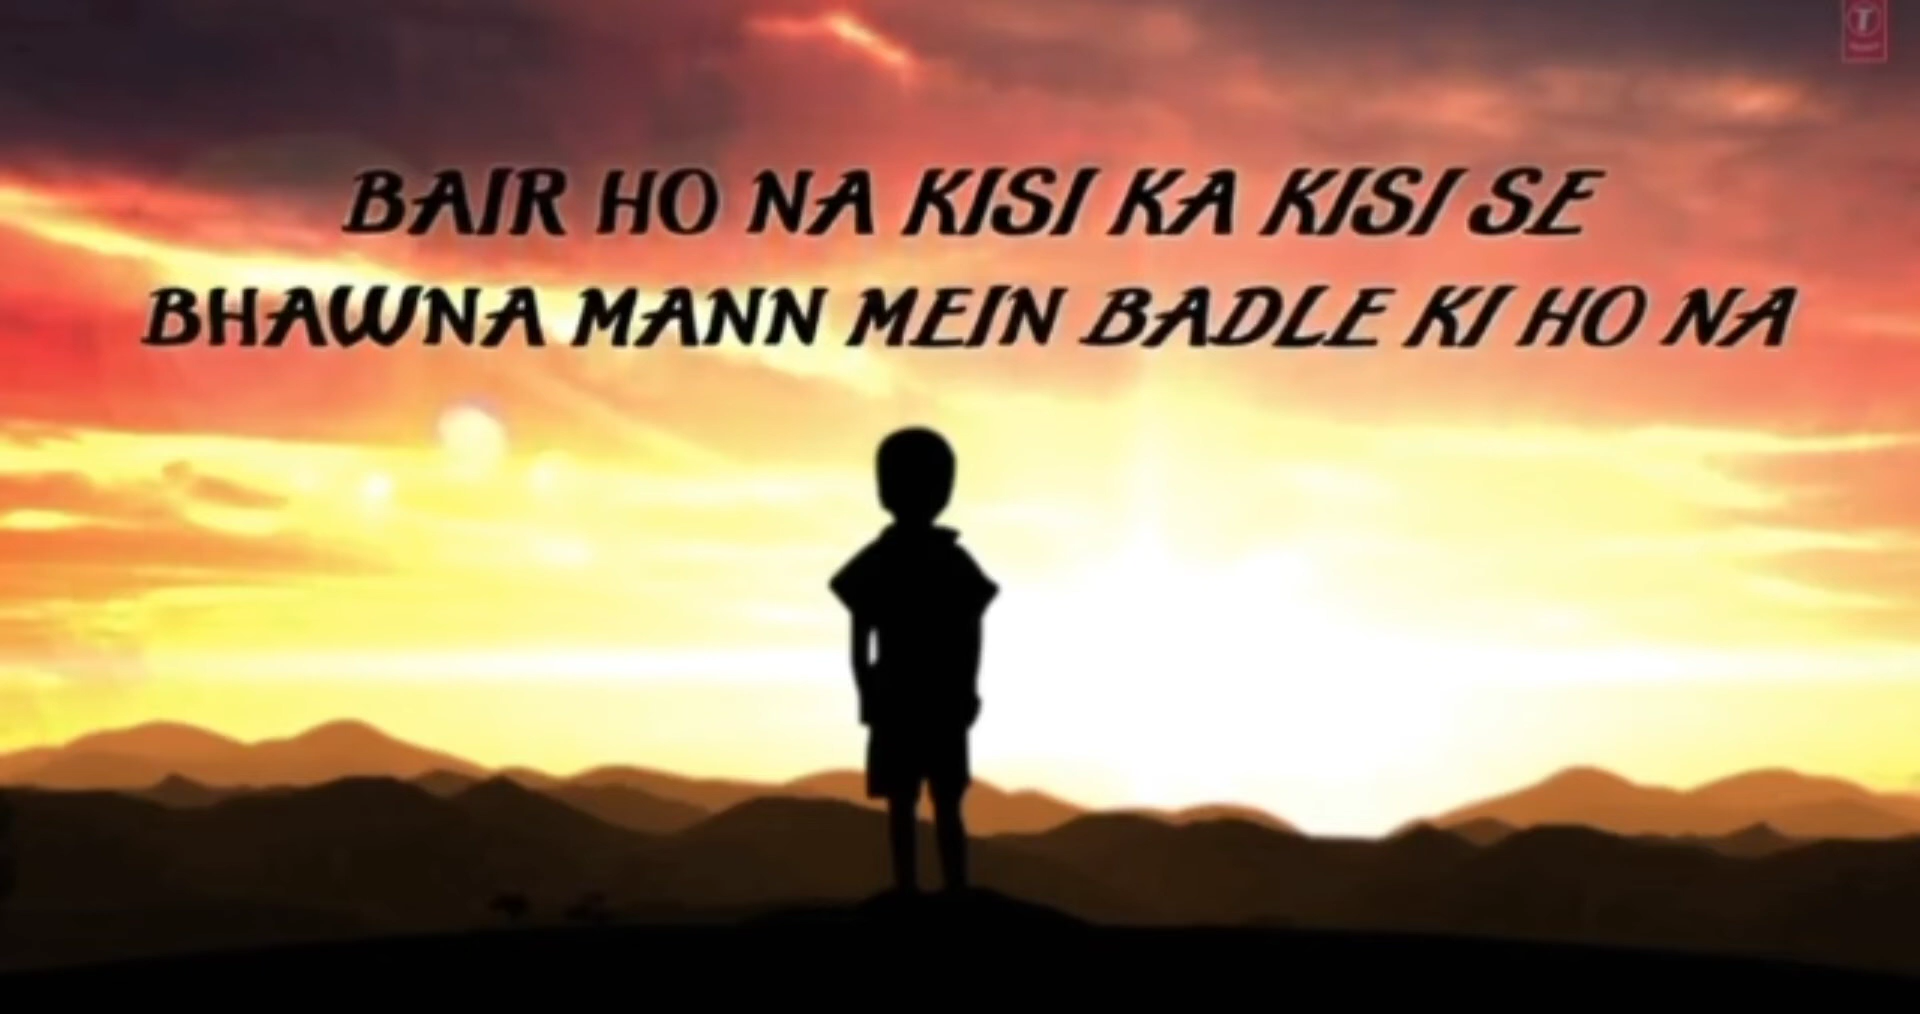 BAIR HO NA KISI KA KISI SE
BHAWNA MANN MEIN BADLE KI HO NA